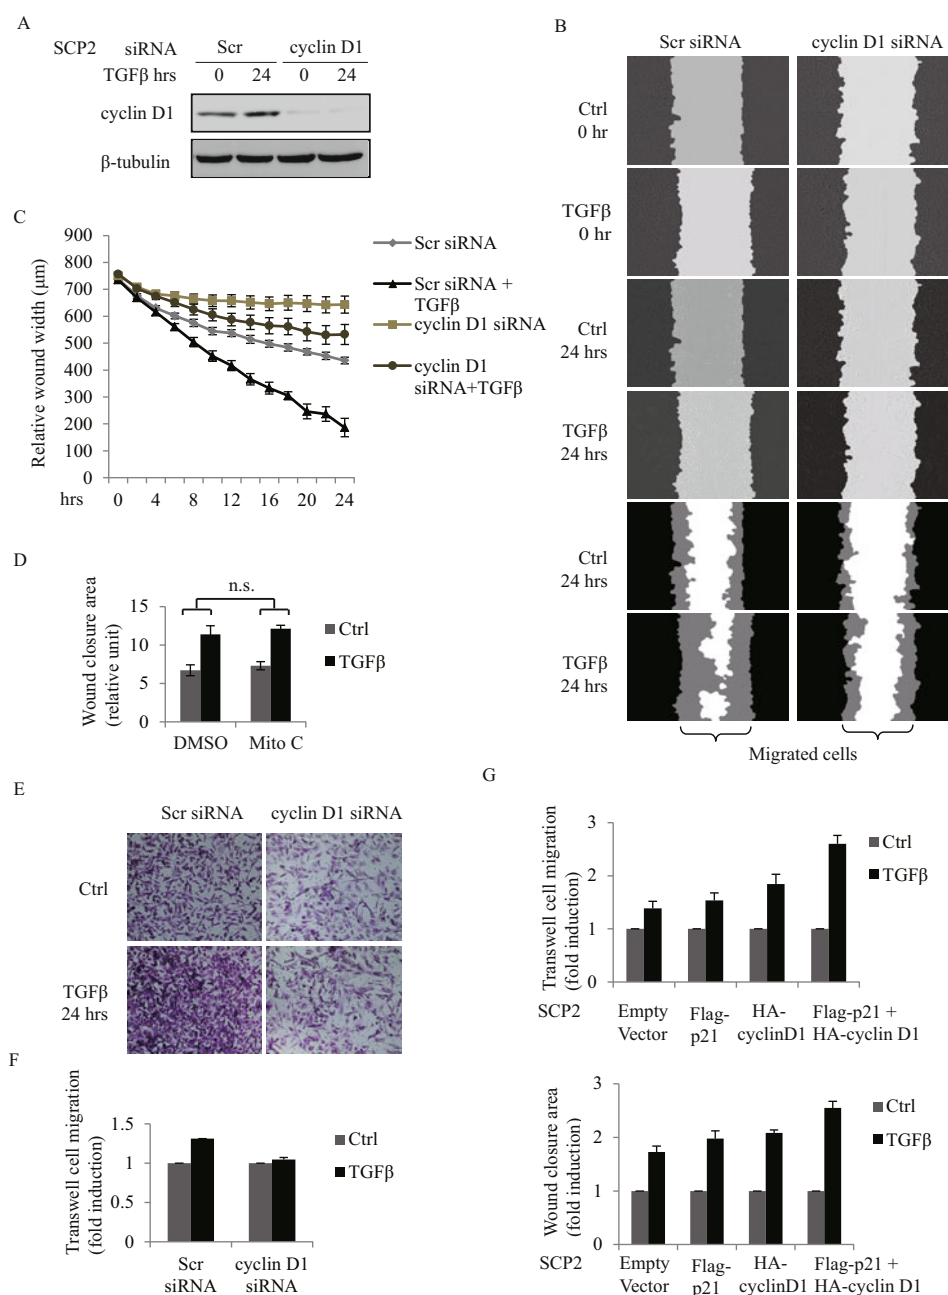 A
SCP2 siRNA Scr cyclin D1
TGFβ hrs 0 24 0 24
cyclin D1
β-tubulin
B
Scr siRNA cyclin D1 siRNA
Ctrl
0 hr
TGFβ
0 hr
Ctrl
24 hrs
TGFβ
24 hrs
Ctrl
24 hrs
TGFβ
24 hrs
Migrated cells
C
Relative wound width (μm)
900
800
700
600
500
400
300
200
100
0
hrs 0 4 8 12 16 20 24
Scr siRNA
Scr siRNA +
TGFβ
cyclin D1 siRNA
cyclin D1
siRNA+TGFβ
D
Wound closure area
(relative unit)
15
10
5
0
n.s.
Ctrl
TGFβ
DMSO Mito C
E
Scr siRNA cyclin D1 siRNA
Ctrl
TGFβ
24 hrs
F
Transwell cell migration
(fold induction)
1.5
1
0.5
0
Ctrl
TGFβ
Scr
siRNA
cyclin D1
siRNA
G
Transwell cell migration
(fold induction)
3
2
1
0
Ctrl
TGFβ
SCP2
Empty
Vector
Flag-
p21
HA-
cyclinD1
Flag-p21 +
HA-cyclin D1
Wound closure area
(fold induction)
3
2
1
0
Ctrl
TGFβ
SCP2
Empty
Vector
Flag-
p21
HA-
cyclinD1
Flag-p21 +
HA-cyclin D1